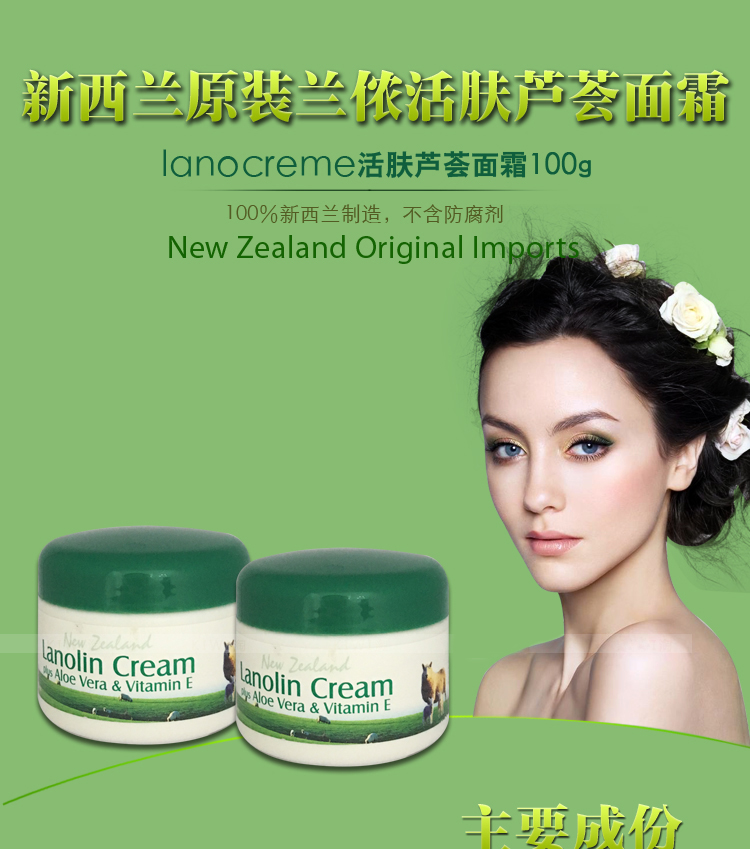 新西兰原装兰侬活肤芦荟面霜
lanocreme活肤芦荟面霜100g
100%新西兰制造，不含防腐剂
New Zealand Original Imports
New Zealand
Lanolin Cream
plus Aloe Vera & Vitamin E
New Zealand
Lanolin Cream
plus Aloe Vera & Vitamin E
主要成份